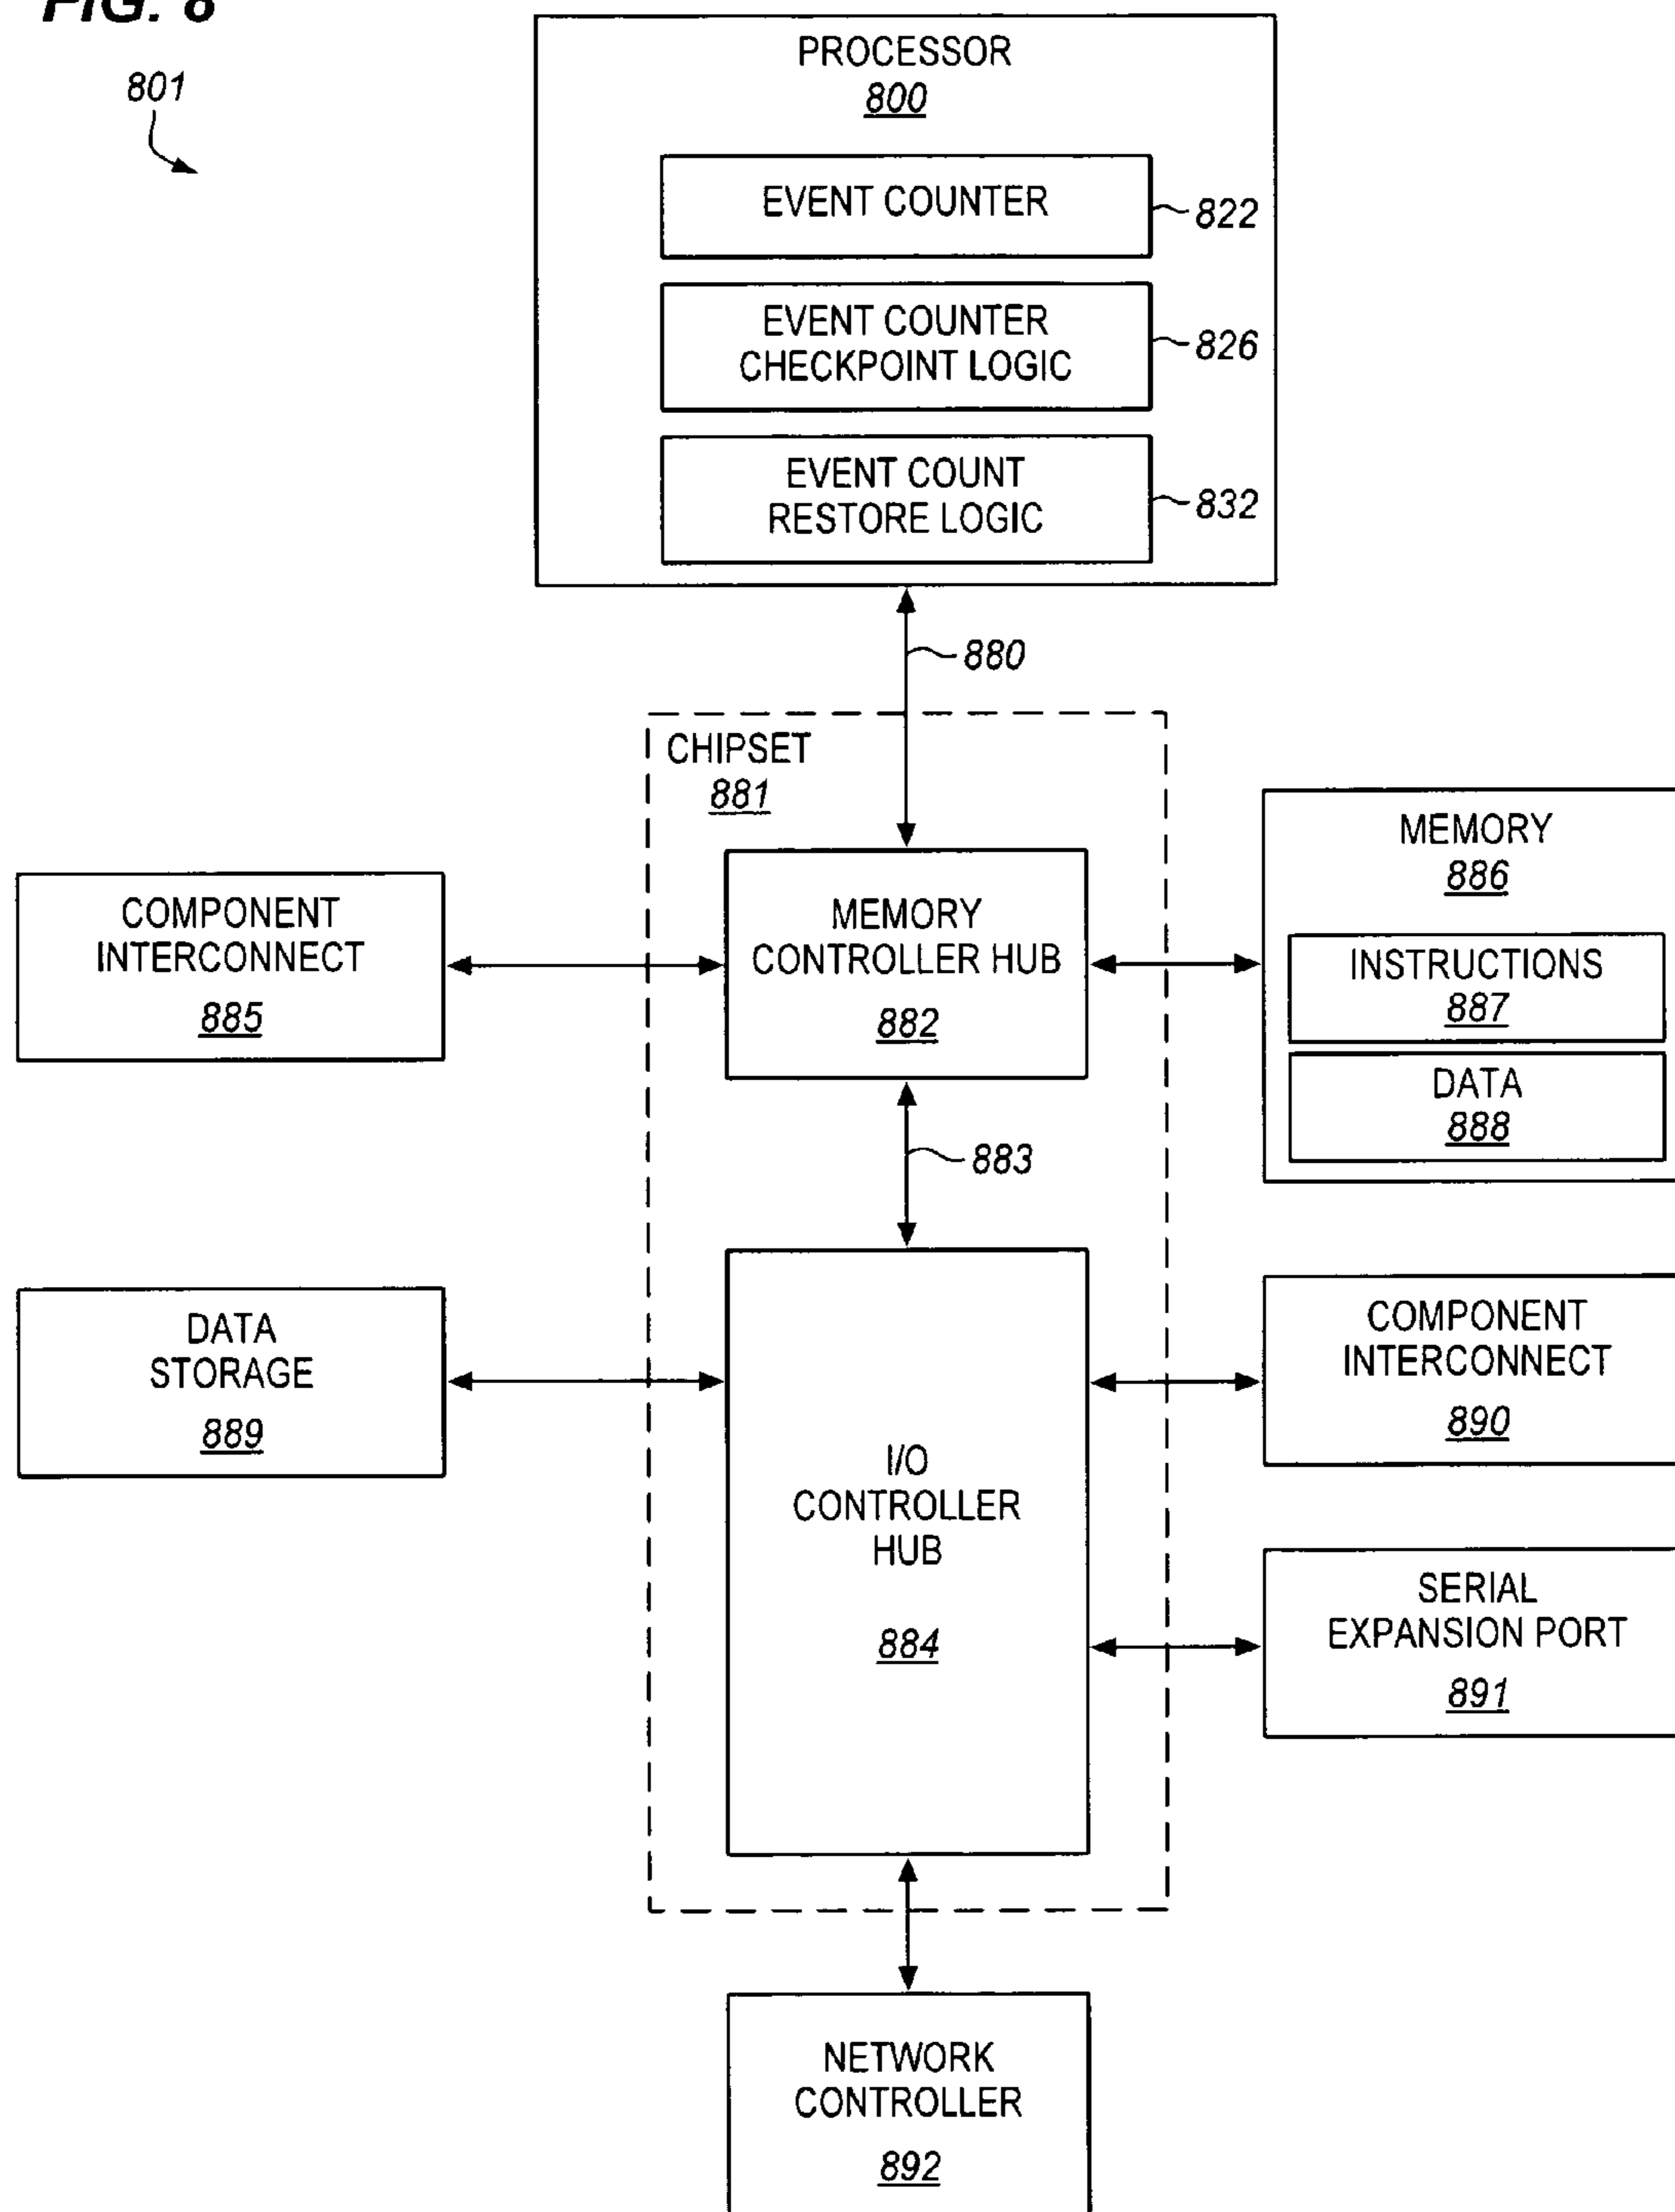 FIG. 8
801
PROCESSOR
800
EVENT COUNTER
822
EVENT COUNTER
CHECKPOINT LOGIC
826
EVENT COUNT
RESTORE LOGIC
832
880
CHIPSET
881
MEMORY
CONTROLLER HUB
882
COMPONENT
INTERCONNECT
885
MEMORY
886
INSTRUCTIONS
887
DATA
888
883
DATA
STORAGE
889
I/O
CONTROLLER
HUB
884
COMPONENT
INTERCONNECT
890
SERIAL
EXPANSION PORT
891
NETWORK
CONTROLLER
892